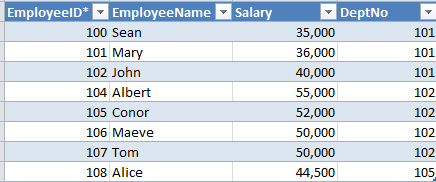 EmployeeID* EmployeeName Salary DeptNo
100 Sean 35,000 101
101 Mary 36,000 101
102 John 40,000 101
104 Albert 55,000 102
105 Conor 52,000 102
106 Maeve 50,000 102
107 Tom 50,000 102
108 Alice 44,500 105